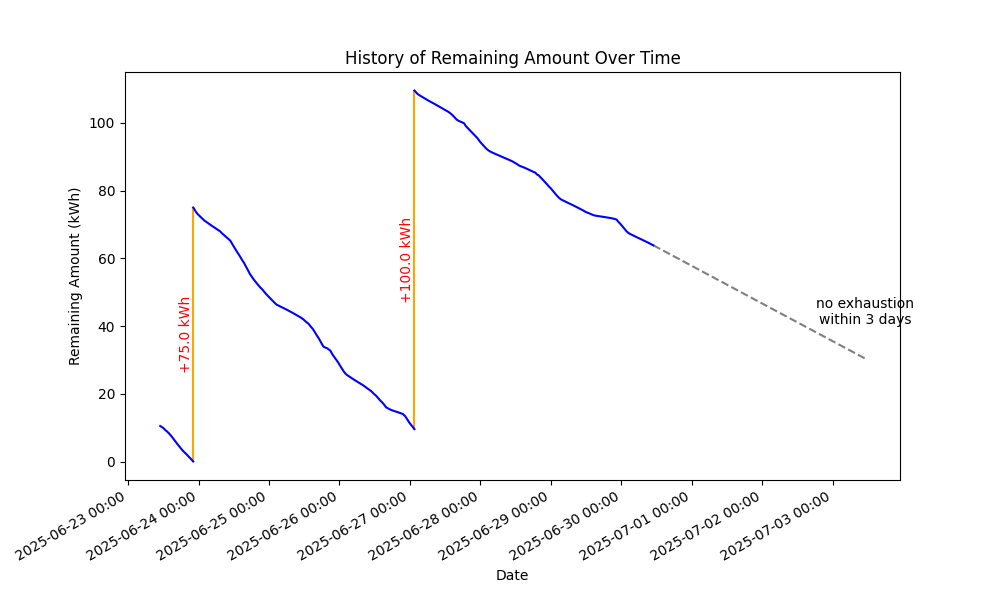 History of Remaining Amount Over Time
Remaining Amount (kWh)
100
80
60
40
20
0
+75.0 kWh
+100.0 kWh
no exhaustion
within 3 days
2025-06-23 00:00
2025-06-24 00:00
2025-06-25 00:00
2025-06-26 00:00
2025-06-27 00:00
2025-06-28 00:00
2025-06-29 00:00
2025-06-30 00:00
2025-07-01 00:00
2025-07-02 00:00
2025-07-03 00:00
Date